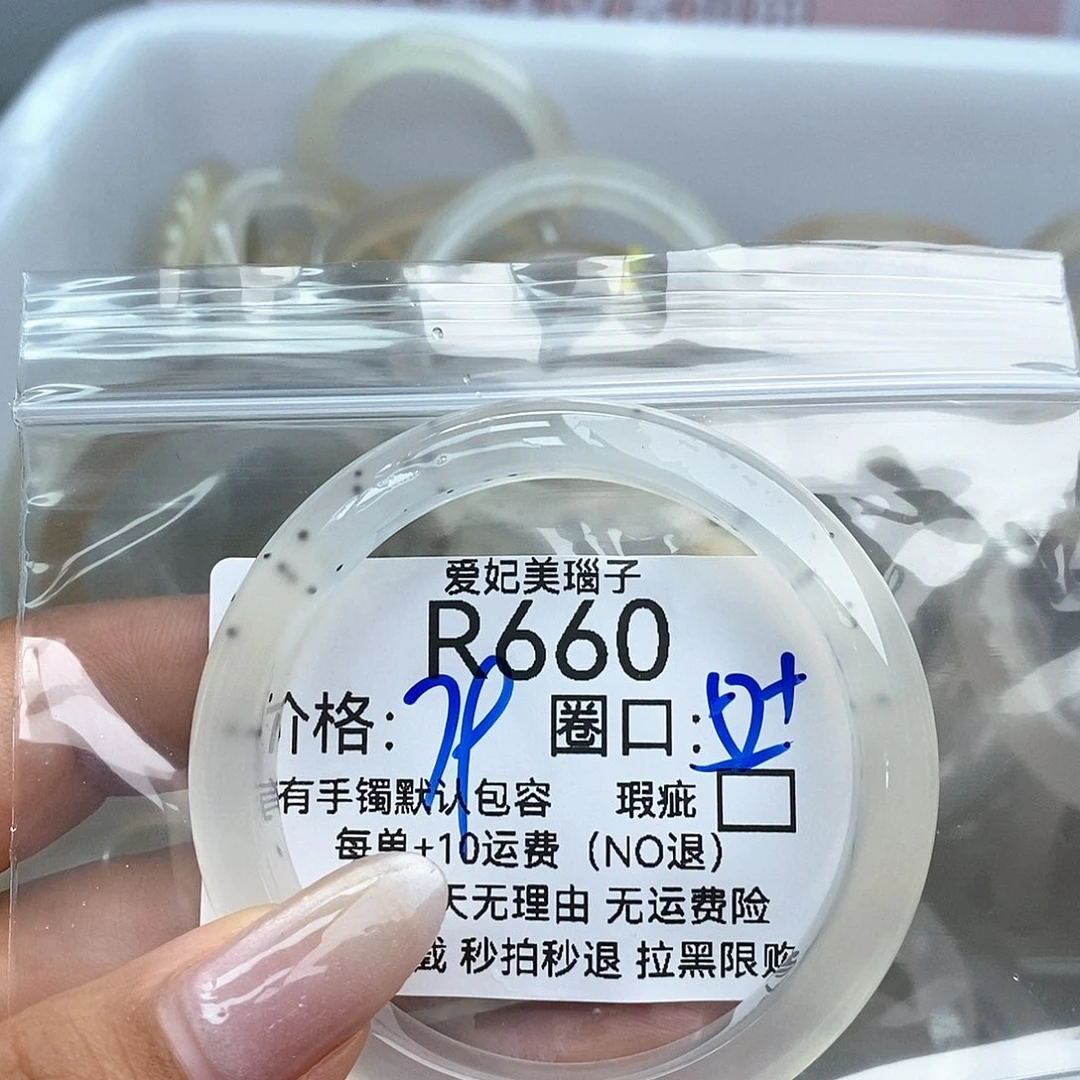 爱妃美瑙子
R660
价格: 圈口:
有手镯默认包容 瑕疵
每单+10运费（NO退）
天无理由 无运费险
截 秒拍秒退 拉黑限购